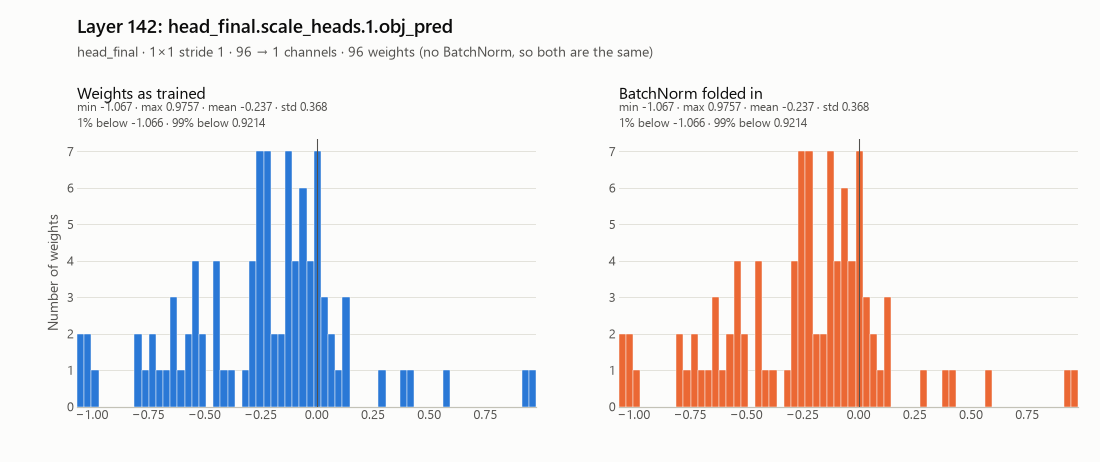 Layer 142: head_final.scale_heads.1.obj_pred
head_final · 1×1 stride 1 · 96 → 1 channels · 96 weights (no BatchNorm, so both are the same)
Weights as trained
min -1.067 · max 0.9757 · mean -0.237 · std 0.368
1% below -1.066 · 99% below 0.9214
Number of weights
7
6
5
4
3
2
1
0
−1.00 −0.75 −0.50 −0.25 0.00 0.25 0.50 0.75
BatchNorm folded in
min -1.067 · max 0.9757 · mean -0.237 · std 0.368
1% below -1.066 · 99% below 0.9214
7
6
5
4
3
2
1
0
−1.00 −0.75 −0.50 −0.25 0.00 0.25 0.50 0.75